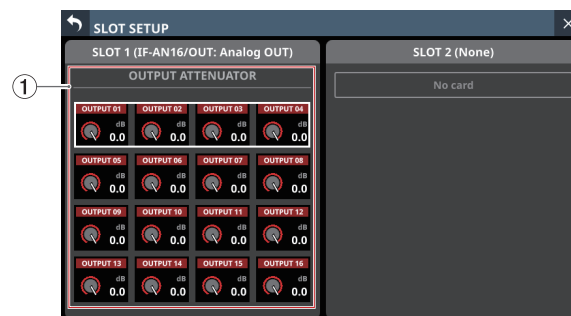 SLOT SETUP
SLOT 1 (IF-AN16/OUT: Analog OUT)
SLOT 2 (None)
OUTPUT ATTENUATOR
No card
1
OUTPUT 01 OUTPUT 02 OUTPUT 03 OUTPUT 04
dB dB dB dB
0.0 0.0 0.0 0.0
OUTPUT 05 OUTPUT 06 OUTPUT 07 OUTPUT 08
dB dB dB dB
0.0 0.0 0.0 0.0
OUTPUT 09 OUTPUT 10 OUTPUT 11 OUTPUT 12
dB dB dB dB
0.0 0.0 0.0 0.0
OUTPUT 13 OUTPUT 14 OUTPUT 15 OUTPUT 16
dB dB dB dB
0.0 0.0 0.0 0.0